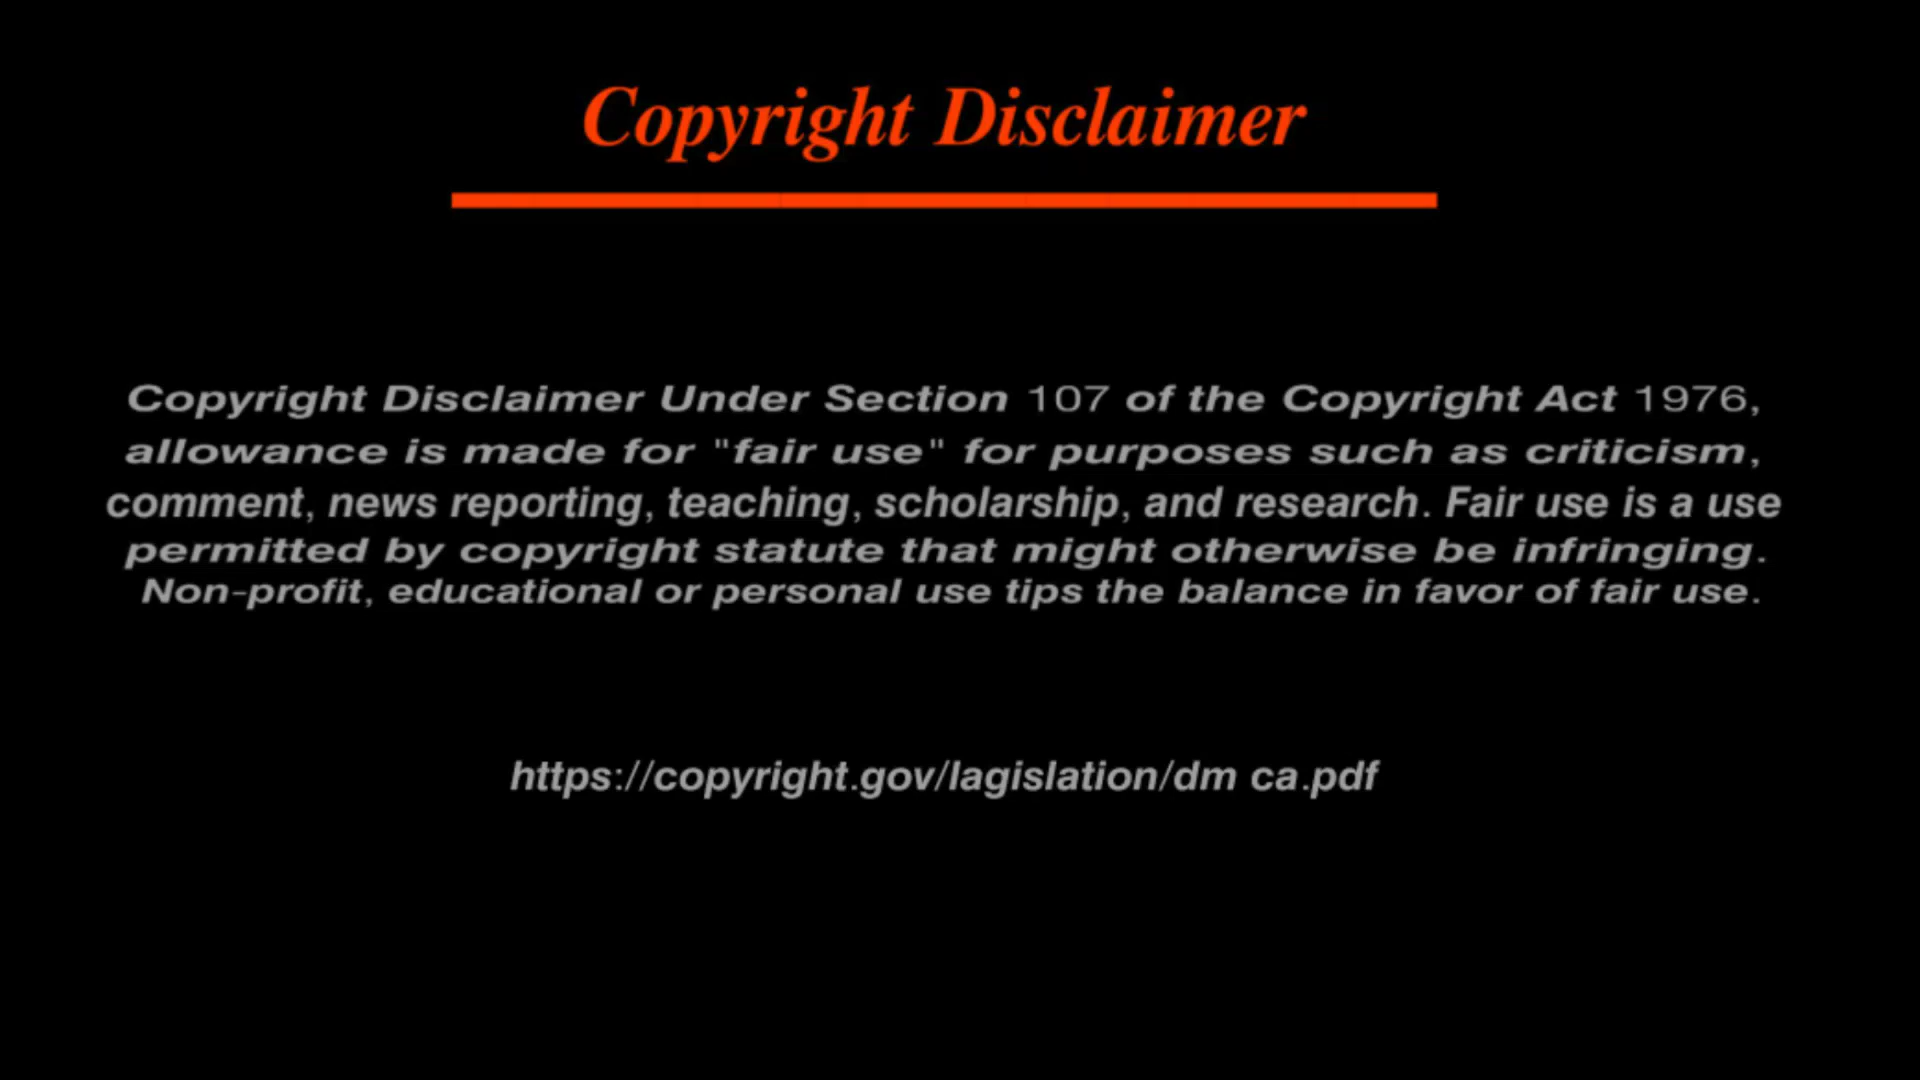 Copyright Disclaimer
Copyright Disclaimer Under Section 107 of the Copyright Act 1976,
allowance is made for "fair use" for purposes such as criticism,
comment, news reporting, teaching, scholarship, and research. Fair use is a use
permitted by copyright statute that might otherwise be infringing.
Non-profit, educational or personal use tips the balance in favor of fair use.
https://copyright.gov/lagislation/dm ca.pdf